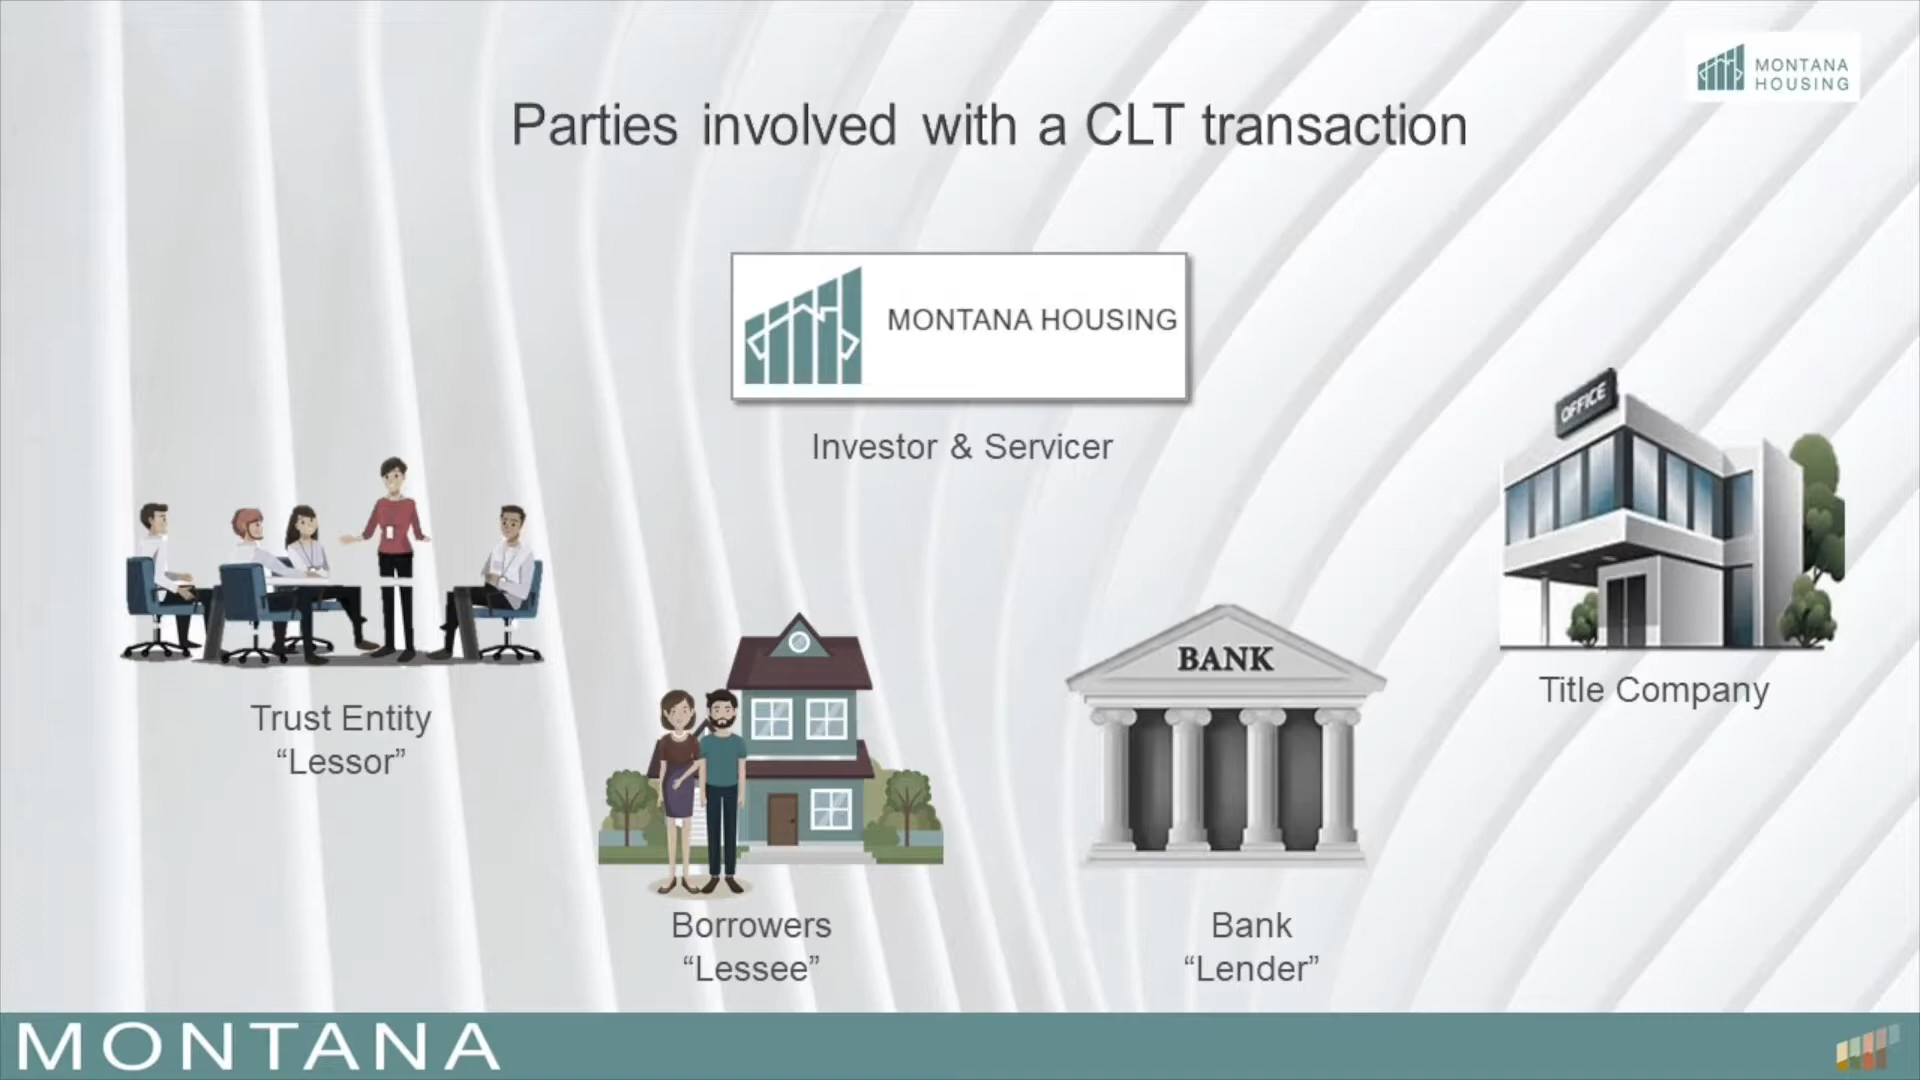 MONTANA
HOUSING
Parties involved with a CLT transaction
MONTANA HOUSING
Investor & Servicer
OFFICE
Title Company
Trust Entity
“Lessor”
BANK
Borrowers
“Lessee”
Bank
“Lender”
MONTANA